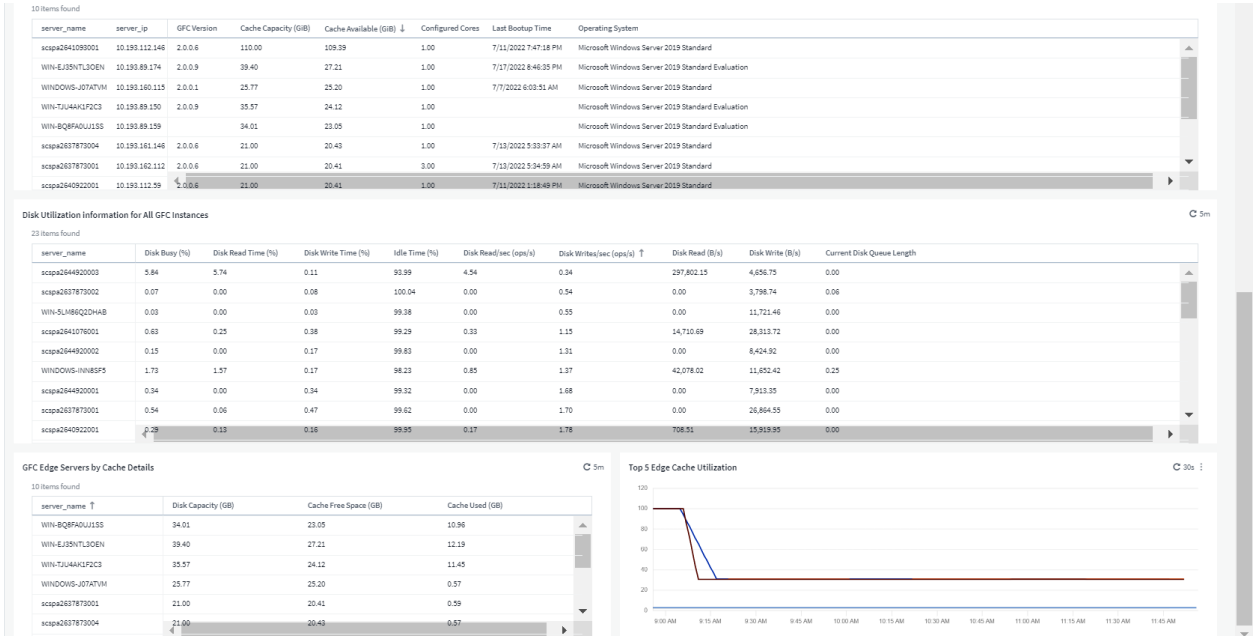 10 items found
server_name server_ip GFC Version Cache Capacity (GiB) Cache Available (GiB) ↓ Configured Cores Last Bootup Time Operating System
scspa2641093001 10.193.112.146 2.0.0.6 110.00 109.39 1.00 7/11/2022 7:47:18 PM Microsoft Windows Server 2019 Standard
WIN-EJ35NTL3OEN 10.193.89.174 2.0.0.9 39.40 27.21 1.00 7/17/2022 8:46:35 PM Microsoft Windows Server 2019 Standard Evaluation
WINDOWS-J07ATVM 10.193.160.115 2.0.0.1 25.77 25.20 1.00 7/7/2022 6:03:51 AM Microsoft Windows Server 2019 Standard
WIN-TJU4AK1F2C3 10.193.89.150 2.0.0.9 35.57 24.12 1.00 Microsoft Windows Server 2019 Standard Evaluation
WIN-BQ8FA0UJ1SS 10.193.89.159 34.01 23.05 1.00 Microsoft Windows Server 2019 Standard Evaluation
scspa2637873004 10.193.161.146 2.0.0.6 21.00 20.43 1.00 7/13/2022 5:33:37 AM Microsoft Windows Server 2019 Standard
scspa2637873001 10.193.162.112 2.0.0.6 21.00 20.41 3.00 7/13/2022 5:34:59 AM Microsoft Windows Server 2019 Standard
scspa2640922001 10.193.112.59 2.0.0.6 21.00 20.41 1.00 7/11/2022 1:18:49 PM Microsoft Windows Server 2019 Standard
Disk Utilization information for All GFC Instances 5m
23 items found
server_name Disk Busy (%) Disk Read Time (%) Disk Write Time (%) Idle Time (%) Disk Read/sec (ops/s) Disk Writes/sec (ops/s) ↑ Disk Read (B/s) Disk Write (B/s) Current Disk Queue Length
scspa2644920003 5.84 5.74 0.11 93.99 4.54 0.34 297,802.15 4,656.75 0.00
scspa2637873002 0.07 0.00 0.08 100.04 0.00 0.54 0.00 3,798.74 0.06
WIN-5LM86Q2DHAB 0.03 0.00 0.03 99.38 0.00 0.55 0.00 11,721.46 0.00
scspa2641076001 0.63 0.25 0.38 99.29 0.33 1.15 14,710.69 28,313.72 0.00
scspa2644920002 0.15 0.00 0.17 99.83 0.00 1.31 0.00 8,424.92 0.00
WINDOWS-INN8SF5 1.73 1.57 0.17 98.23 0.85 1.37 42,078.02 11,652.42 0.25
scspa2644920001 0.34 0.00 0.34 99.32 0.00 1.68 0.00 7,913.35 0.00
scspa2637873001 0.54 0.06 0.47 99.62 0.00 1.70 0.00 26,864.55 0.00
scspa2640922001 0.29 0.13 0.16 99.95 0.17 1.78 708.51 15,919.95 0.00
GFC Edge Servers by Cache Details 5m
10 items found
server_name ↑ Disk Capacity (GB) Cache Free Space (GB) Cache Used (GB)
WIN-BQ8FA0UJ1SS 34.01 23.05 10.96
WIN-EJ35NTL3OEN 39.40 27.21 12.19
WIN-TJU4AK1F2C3 35.57 24.12 11.45
WINDOWS-J07ATVM 25.77 25.20 0.57
scspa2637873001 21.00 20.41 0.59
scspa2637873004 21.00 20.43 0.57
Top 5 Edge Cache Utilization 30s
120
100
80
60
40
20
0
9:00 AM 9:15 AM 9:30 AM 9:45 AM 10:00 AM 10:15 AM 10:30 AM 10:45 AM 11:00 AM 11:15 AM 11:30 AM 11:45 AM